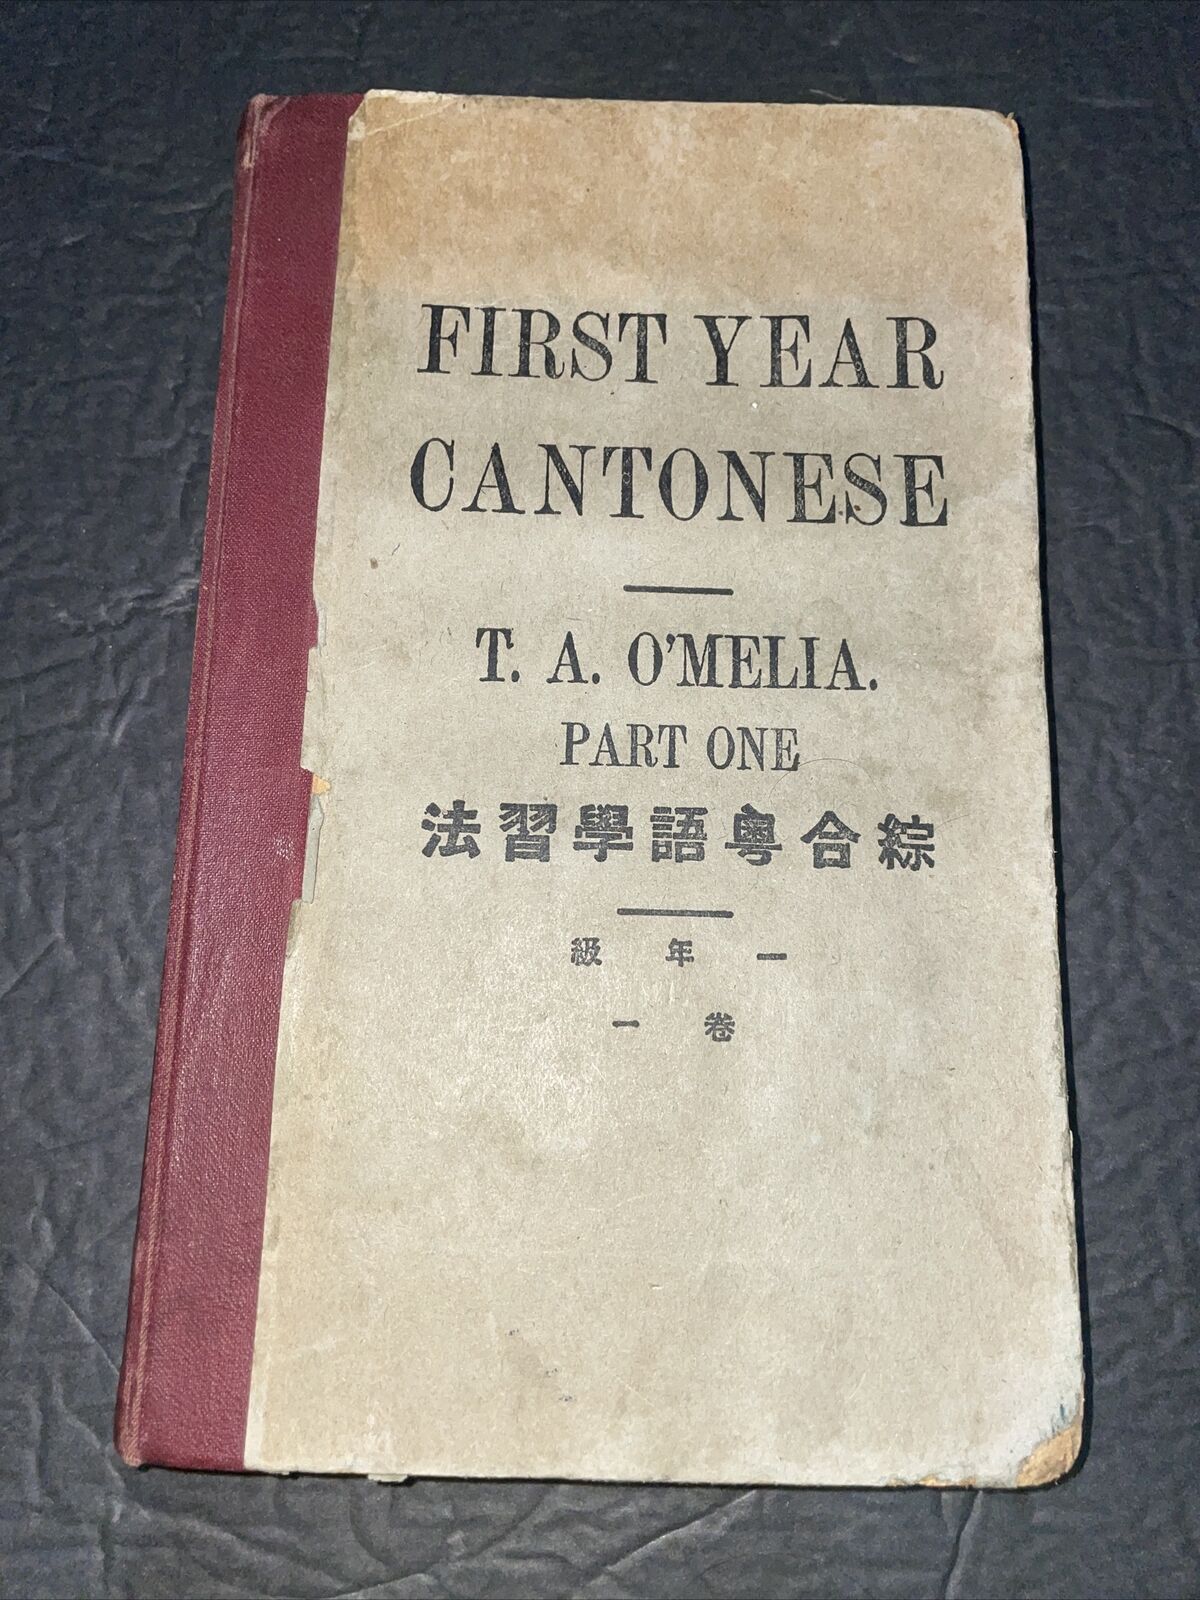 FIRST YEAR
CANTONESE
T. A. O'MELIA.
PART ONE
綜合粵語學習法
一年級
卷一